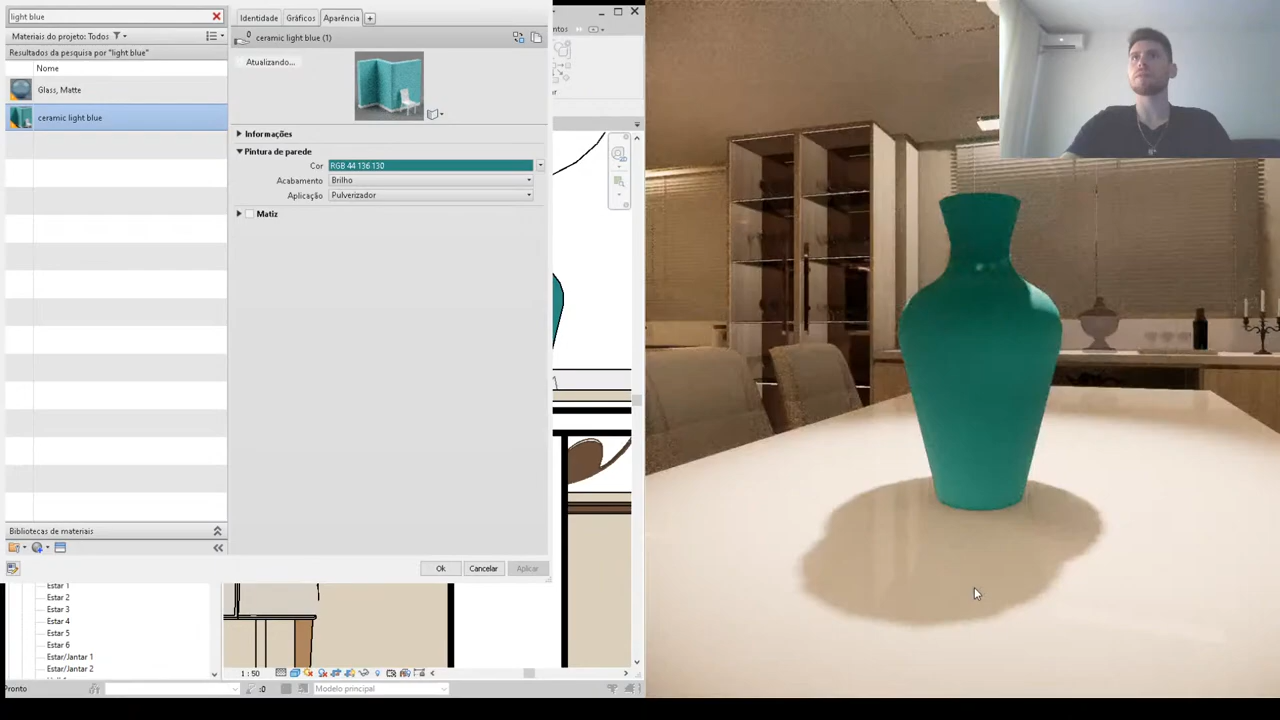 light blue
Materiais do projeto: Todos
Resultados da pesquisa por "light blue"
Nome
Glass, Matte
ceramic light blue
Bibliotecas de materiais
Identidade
Gráficos
Aparência
+
0
ceramic light blue (1)
Atualizando...
Informações
Pintura de parede
Cor
RGB 44 136 130
Acabamento
Brilho
Aplicação
Pulverizador
Matiz
Ok
Cancelar
Aplicar
Estar 1
Estar 2
Estar 3
Estar 4
Estar 5
Estar 6
Estar/Jantar 1
Estar/Jantar 2
1 : 50
Pronto
:0
Modelo principal